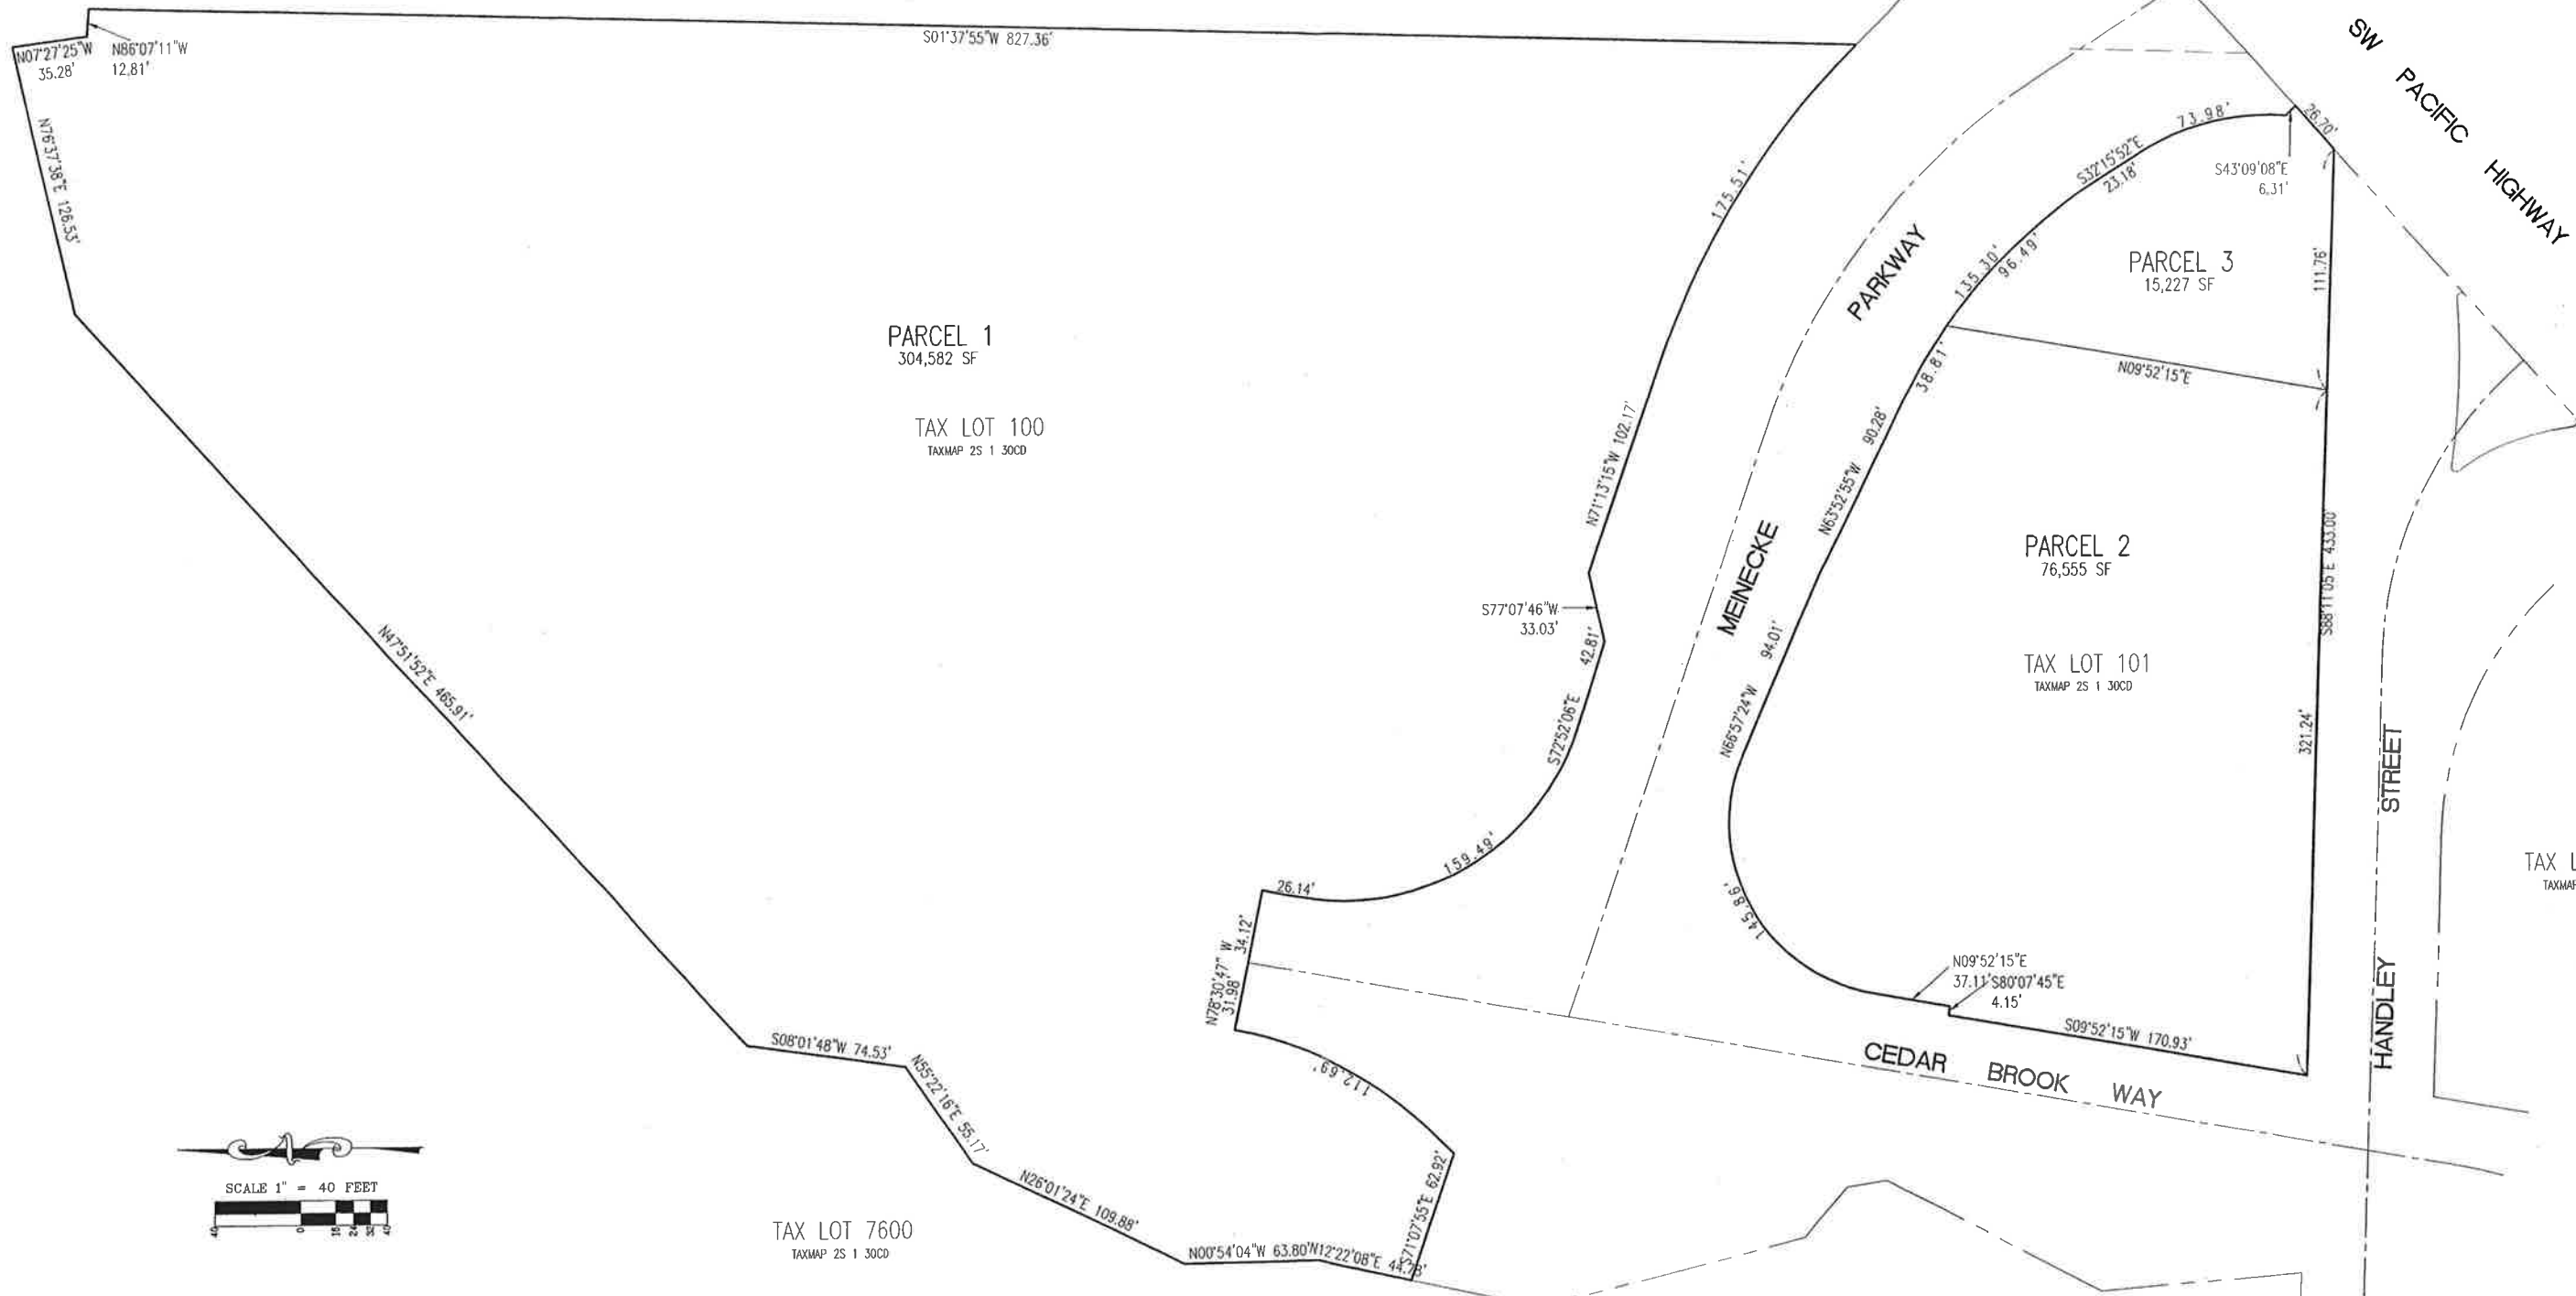 N07°27'25"W
35.28'
N86°07'11"W
12.81'
S01°37'55"W 827.36'
SW PACIFIC HIGHWAY
N76°37'38"E 126.53'
175.51'
73.98'
26.70'
S32°15'52"E
23.18'
S43°09'08"E
6.31'
PARCEL 3
15,227 SF
111.76'
135.30'
96.49'
PARKWAY
PARCEL 1
304,582 SF
38.81'
N09°52'15"E
TAX LOT 100
TAXMAP 2S 1 30CD
N71°13'15"W 102.17'
N63°52'55"W 90.28'
PARCEL 2
76,555 SF
S88°11'05"E 433.00'
MEINECKE
S77°07'46"W
33.03'
42.81'
S72°52'06"E
N66°57'24"W 94.01'
TAX LOT 101
TAXMAP 2S 1 30CD
321.24'
N47°51'52"E 465.91'
STREET
159.49'
26.14'
TAX L
TAXMAP
145.86'
34.12'
N78°30'47" W
31.98'
N09°52'15"E
37.11'
S80°07'45"E
4.15'
HANDLEY
S09°52'15"W 170.93'
CEDAR BROOK WAY
S08°01'48"W 74.53'
N55°22'16"E 55.17'
112.69'
N26°01'24"E 109.88'
S71°07'55"E 62.92'
SCALE 1" = 40 FEET
40 0 16 24 32 40
TAX LOT 7600
TAXMAP 2S 1 30CD
N00°54'04"W 63.80'
N12°22'08"E 44.78'